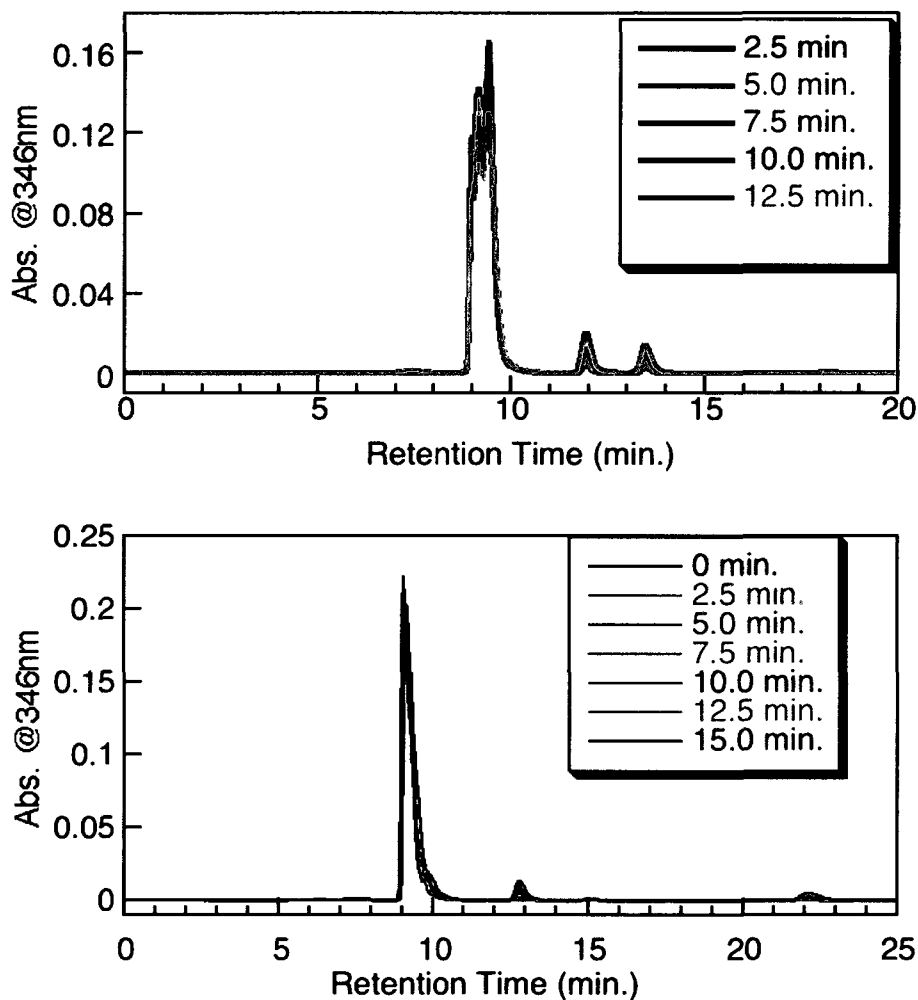 0.16
0.12
0.08
0.04
0
Abs. @346nm
2.5 min
5.0 min.
7.5 min.
10.0 min.
12.5 min.
0 5 10 15 20
Retention Time (min.)
0.25
0.2
0.15
0.1
0.05
0
Abs. @346nm
0 min.
2.5 min.
5.0 min.
7.5 min.
10.0 min.
12.5 min.
15.0 min.
0 5 10 15 20 25
Retention Time (min.)